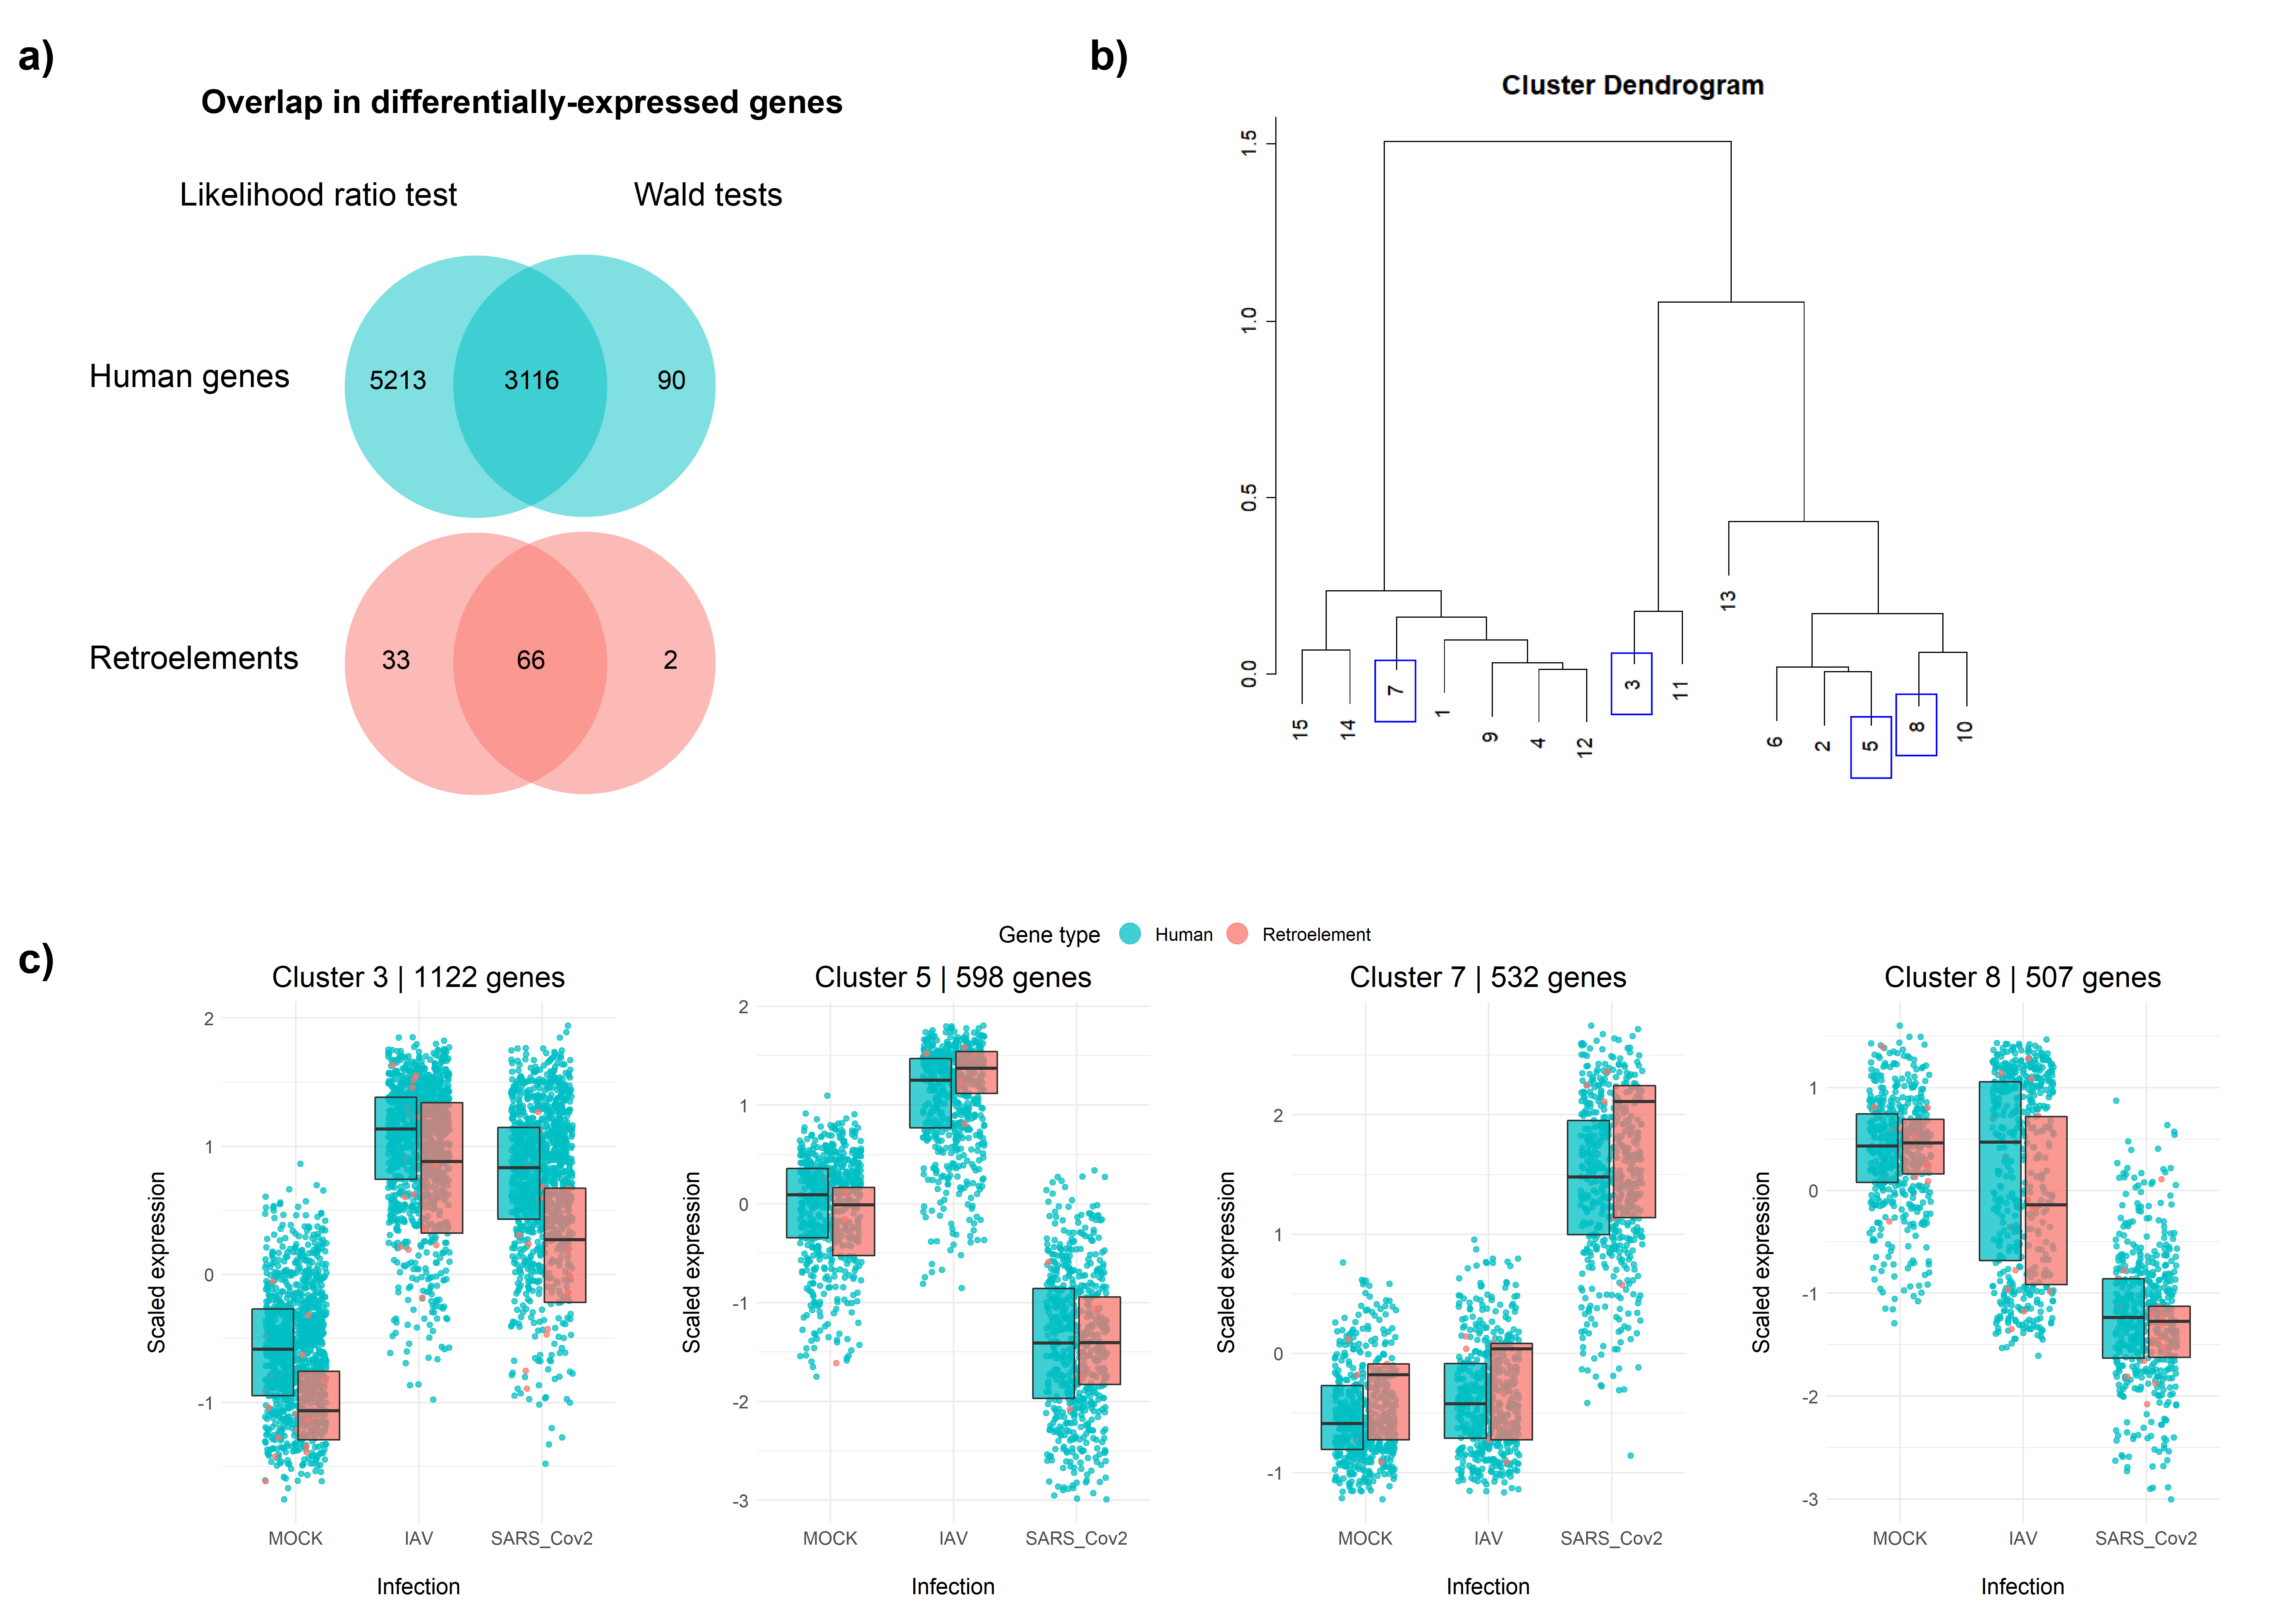 a)
Overlap in differentially-expressed genes
Likelihood ratio test Wald tests
Human genes 5213 3116 90
Retroelements 33 66 2
b)
Cluster Dendrogram
1.5
1.0
0.5
0.0
15 14 7 1 9 4 12 3 11 13 6 2 5 8 10
c)
Gene type Human Retroelement
Cluster 3 | 1122 genes
Scaled expression
2
1
0
-1
MOCK IAV SARS_Cov2
Infection
Cluster 5 | 598 genes
Scaled expression
2
1
0
-1
-2
-3
MOCK IAV SARS_Cov2
Infection
Cluster 7 | 532 genes
Scaled expression
2
1
0
-1
MOCK IAV SARS_Cov2
Infection
Cluster 8 | 507 genes
Scaled expression
1
0
-1
-2
-3
MOCK IAV SARS_Cov2
Infection